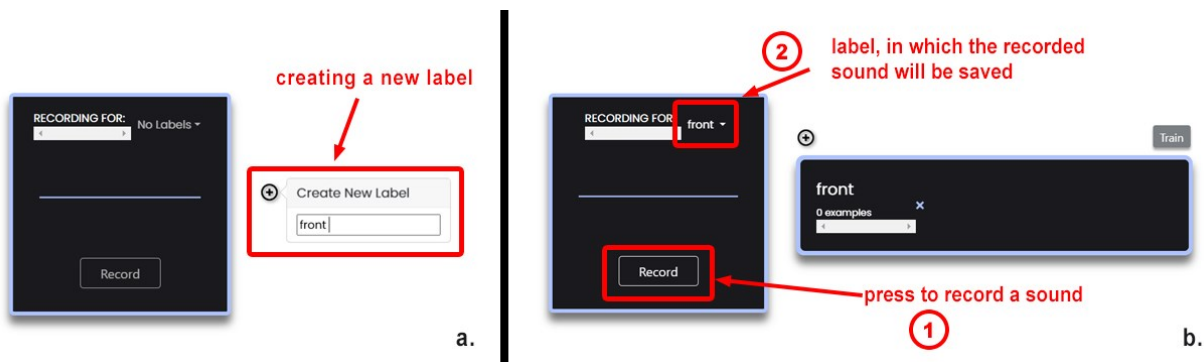 creating a new label
RECORDING FOR:
No Labels
Create New Label
front
Record
a.
2
label, in which the recorded
sound will be saved
RECORDING FOR
front
Train
front
0 examples
Record
press to record a sound
1
b.